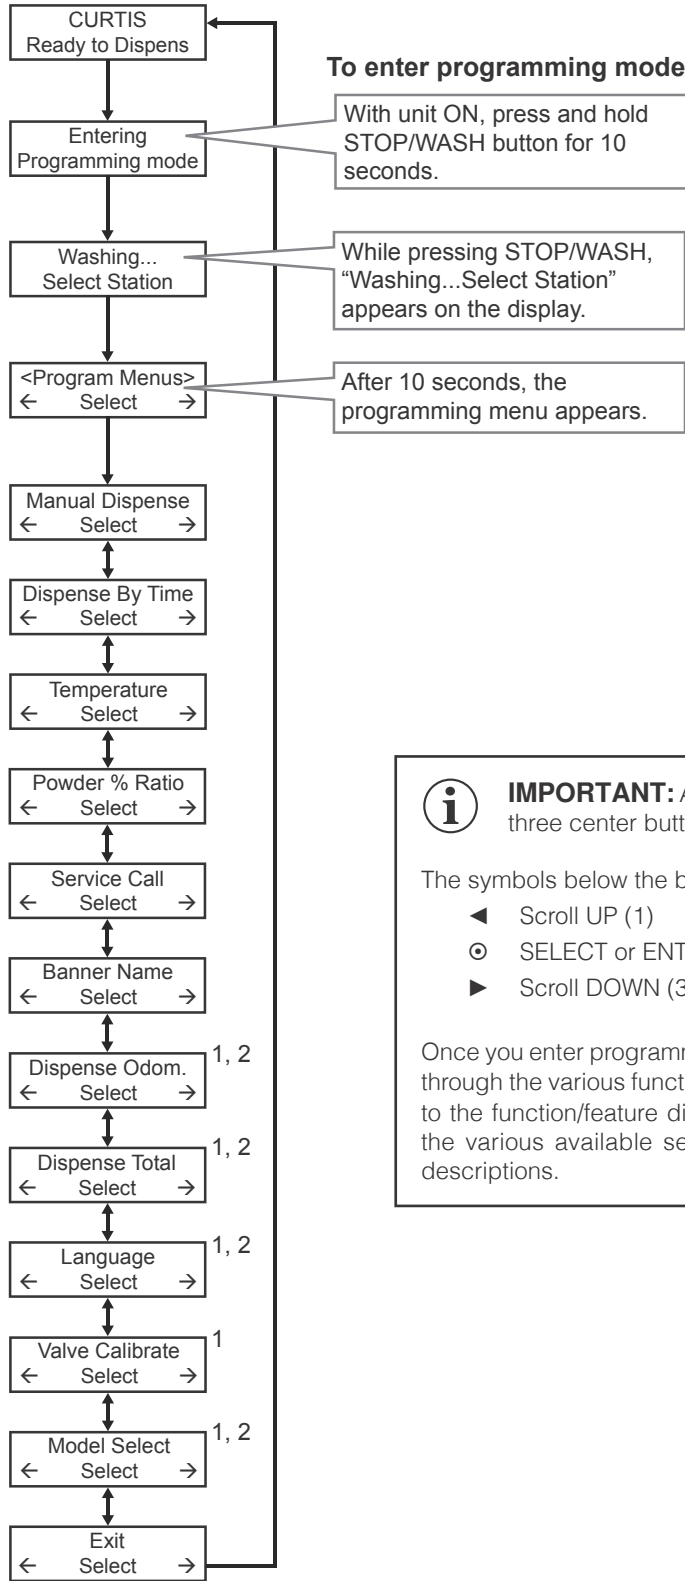 CURTIS
Ready to Dispens
To enter programming mode
Entering
Programming mode
With unit ON, press and hold
STOP/WASH button for 10
seconds.
Washing...
Select Station
While pressing STOP/WASH,
“Washing...Select Station”
appears on the display.
<Program Menus>
← Select →
After 10 seconds, the
programming menu appears.
Manual Dispense
← Select →
Dispense By Time
← Select →
Temperature
← Select →
Powder % Ratio
← Select →
Service Call
← Select →
Banner Name
← Select →
Dispense Odom. 1, 2
← Select →
Dispense Total 1, 2
← Select →
Language 1, 2
← Select →
Valve Calibrate 1
← Select →
Model Select 1, 2
← Select →
Exit
← Select →
IMPORTANT:
three center
The symbols below the
◄ Scroll UP (1)
⊙ SELECT or
► Scroll DOWN (3
Once you enter
through the various
to the function/feature
the various available
descriptions.